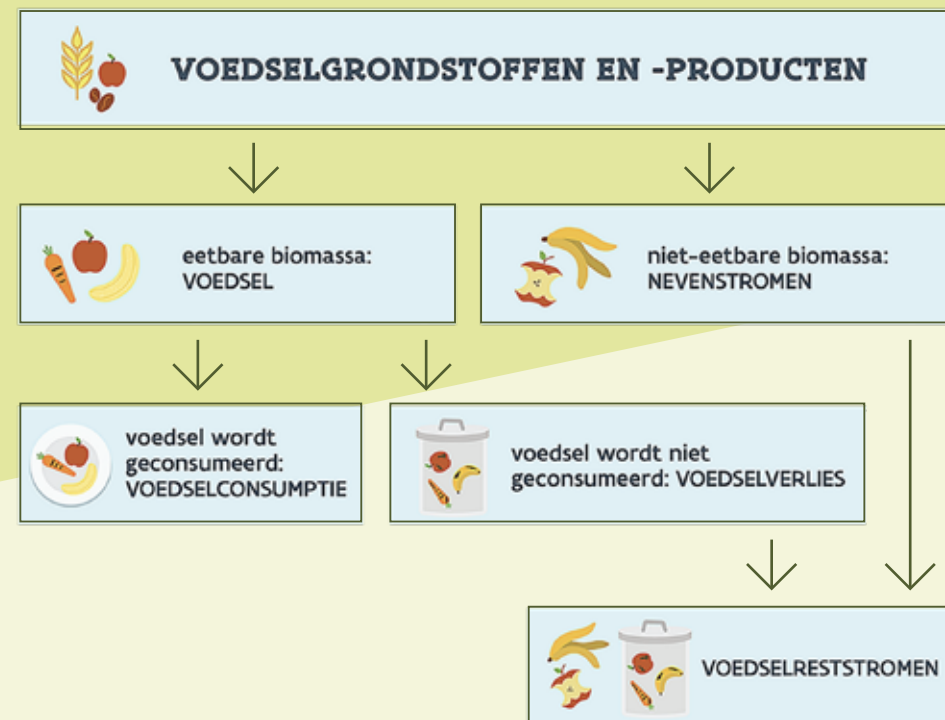 VOEDSELGRONDSTOFFEN EN -PRODUCTEN
eetbare biomassa:
VOEDSEL
niet-eetbare biomassa:
NEVENSTROMEN
voedsel wordt
geconsumeerd:
VOEDSELCONSUMPTIE
voedsel wordt niet
geconsumeerd: VOEDSELVERLIES
VOEDSELRESTSTROMEN